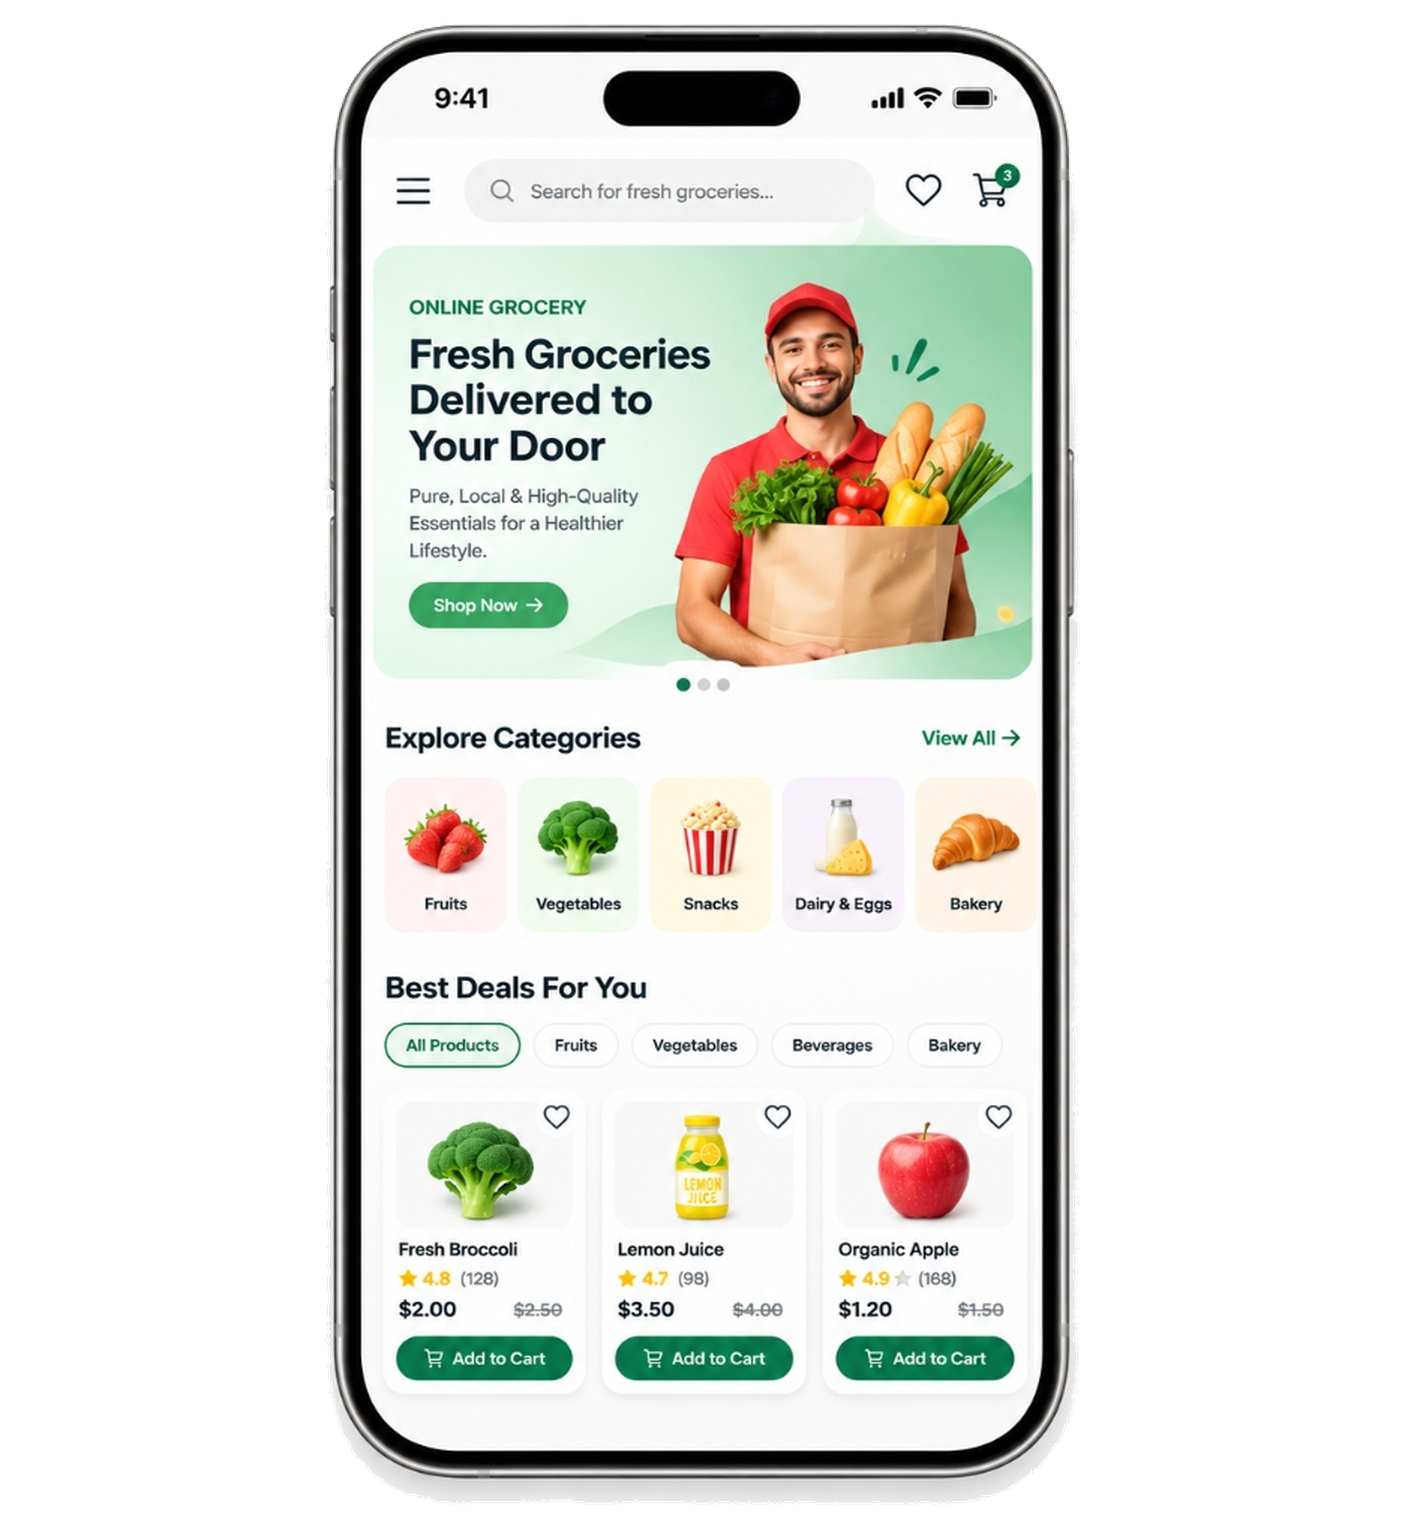 9:41
Search for fresh groceries...
3
ONLINE GROCERY
Fresh Groceries
Delivered to
Your Door
Pure, Local & High-Quality
Essentials for a Healthier
Lifestyle.
Shop Now →
Explore Categories
View All →
Fruits
Vegetables
Snacks
Dairy & Eggs
Bakery
Best Deals For You
All Products
Fruits
Vegetables
Beverages
Bakery
LEMON
JUICE
Fresh Broccoli
★ 4.8 (128)
$2.00 $2.50
Add to Cart
Lemon Juice
★ 4.7 (98)
$3.50 $4.00
Add to Cart
Organic Apple
★ 4.9 ★ (168)
$1.20 $1.50
Add to Cart